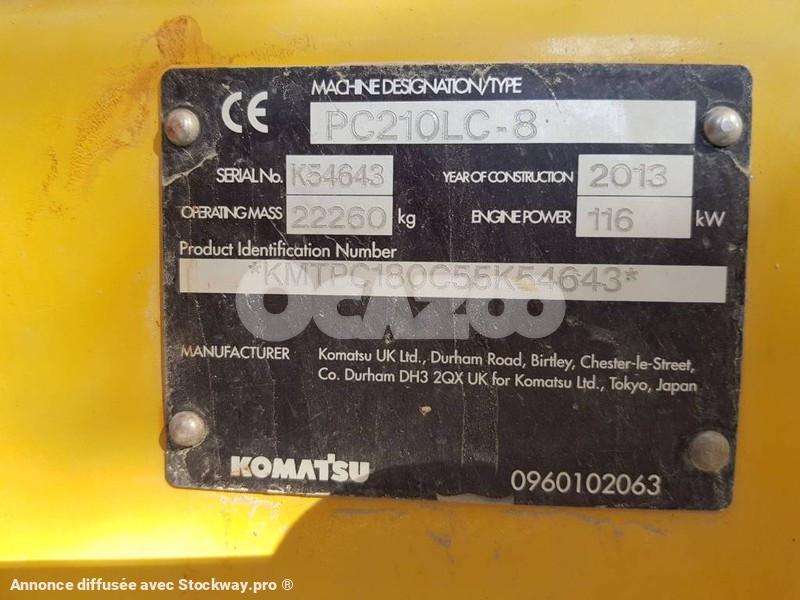 CE
MACHINE DESIGNATION/TYPE
PC210LC-8
SERIAL No. K54643 YEAR OF CONSTRUCTION 2013
OPERATING MASS 22260 kg ENGINE POWER 116 kW
Product Identification Number
*KMTPC180C55K54643*
OCAZOO
MANUFACTURER Komatsu UK Ltd., Durham Road, Birtley, Chester-le-Street,
Co. Durham DH3 2QX UK for Komatsu Ltd., Tokyo, Japan
KOMATSU 0960102063
Annonce diffusée avec Stockway.pro ®